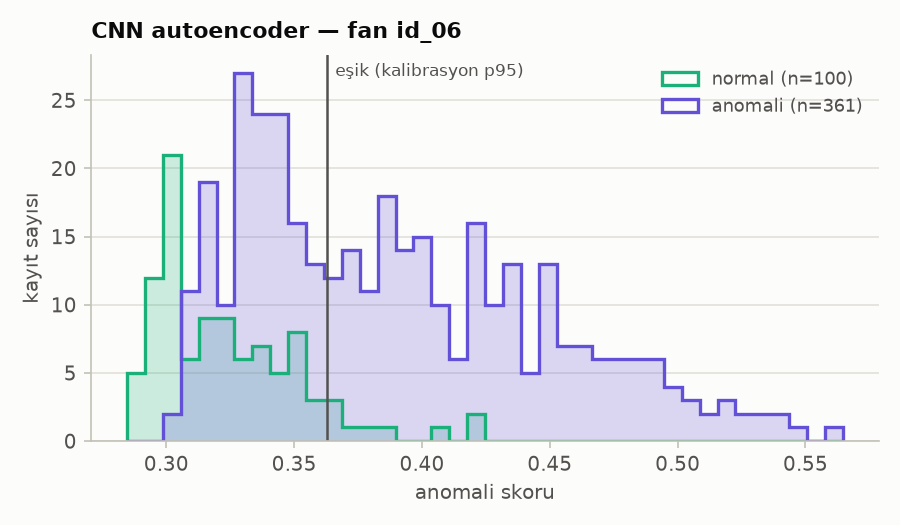 CNN autoencoder — fan id_06
eşik (kalibrasyon p95)
normal (n=100)
anomali (n=361)
kayıt sayısı
25
20
15
10
5
0
0.30 0.35 0.40 0.45 0.50 0.55
anomali skoru